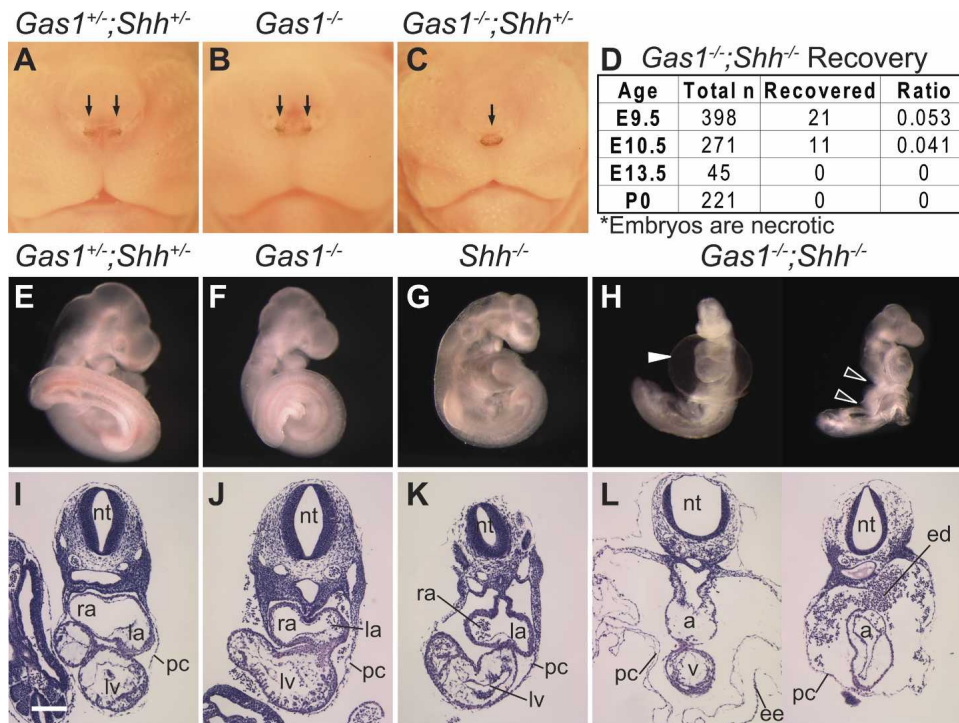 Gas1+/-;Shh+/- Gas1-/- Gas1-/-;Shh+/-
A B C D Gas1-/-;Shh-/- Recovery
Age Total n Recovered Ratio
E9.5 398 21 0.053
E10.5 271 11 0.041
E13.5 45 0 0
P0 221 0 0
*Embryos are necrotic
Gas1+/-;Shh+/- Gas1-/- Shh-/- Gas1-/-;Shh-/-
E F G H
I J K L
nt nt nt nt nt
ed
ra la ra la ra la a a
pc pc pc pc pc
lv lv lv v ee